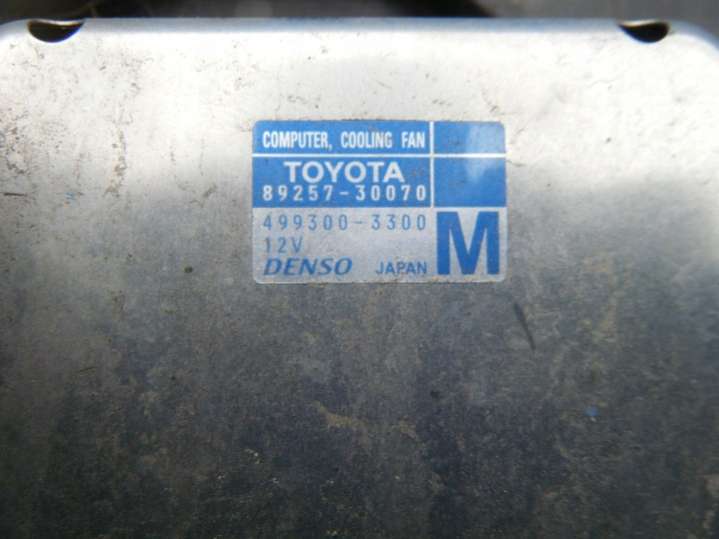 COMPUTER, COOLING FAN
TOYOTA
89257-30070
499300-3300
12V
DENSO JAPAN M